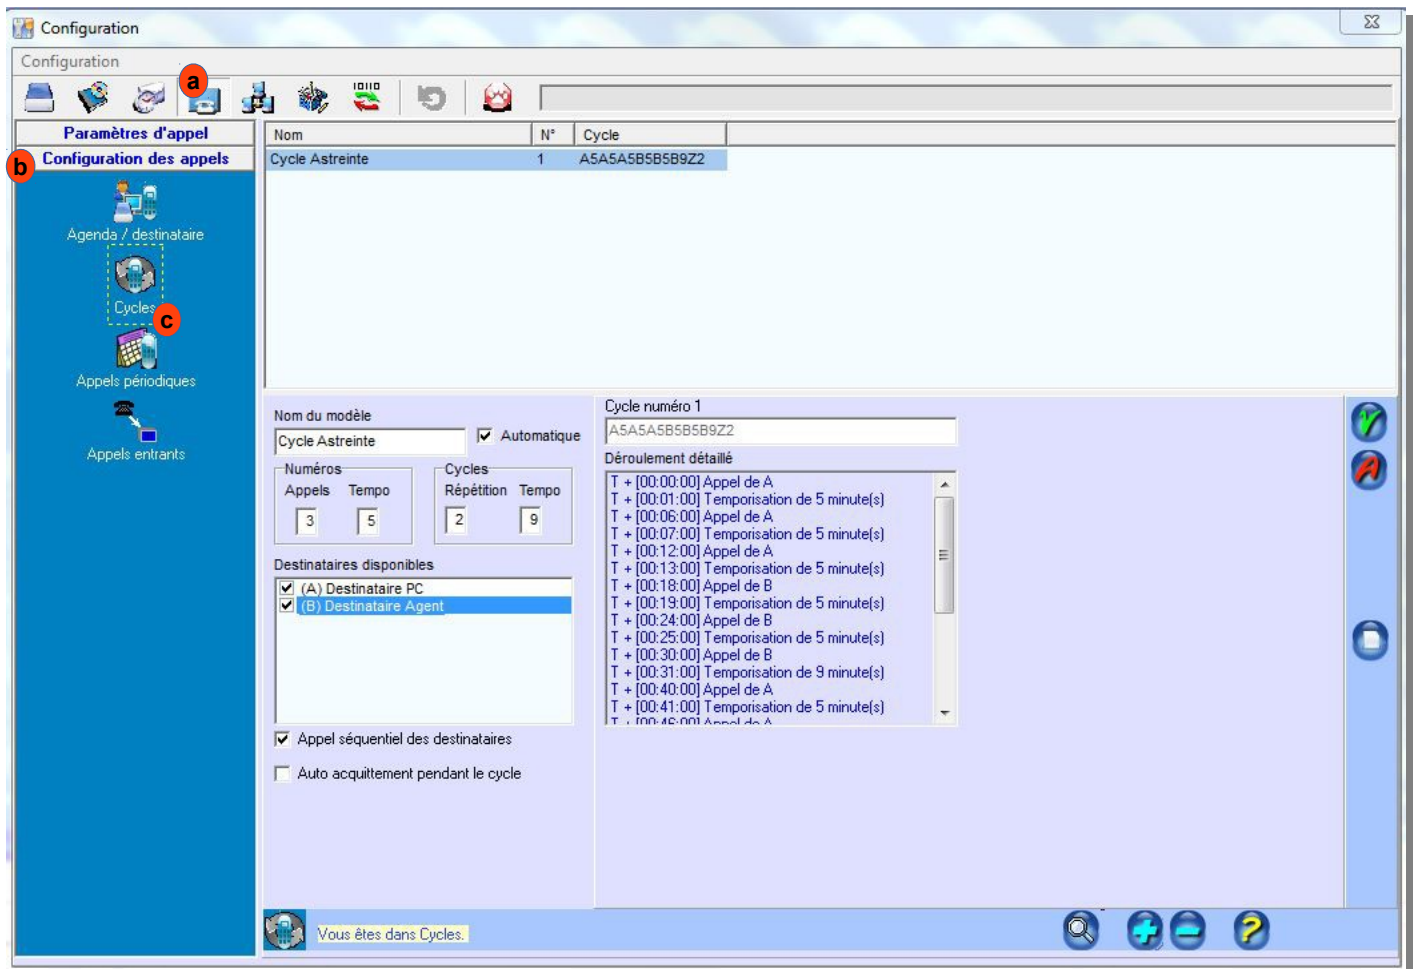 Configuration
Configuration
a
10110
Paramètres d'appel
b Configuration des appels
Agenda / destinataire
Cycles
c
Appels périodiques
Appels entrants
Nom N° Cycle
Cycle Astreinte 1 A5A5A5B5B5B9Z2
Nom du modèle
Cycle Astreinte Automatique
Numéros Cycles
Appels Tempo Répétition Tempo
3 5 2 9
Destinataires disponibles
(A) Destinataire PC
(B) Destinataire Agent
Appel séquentiel des destinataires
Auto acquittement pendant le cycle
Cycle numéro 1
A5A5A5B5B5B9Z2
Déroulement détaillé
T + [00:00:00] Appel de A
T + [00:01:00] Temporisation de 5 minute(s)
T + [00:06:00] Appel de A
T + [00:07:00] Temporisation de 5 minute(s)
T + [00:12:00] Appel de A
T + [00:13:00] Temporisation de 5 minute(s)
T + [00:18:00] Appel de B
T + [00:19:00] Temporisation de 5 minute(s)
T + [00:24:00] Appel de B
T + [00:25:00] Temporisation de 5 minute(s)
T + [00:30:00] Appel de B
T + [00:31:00] Temporisation de 9 minute(s)
T + [00:40:00] Appel de A
T + [00:41:00] Temporisation de 5 minute(s)
T + [00:46:00] Appel de A
Vous êtes dans Cycles.